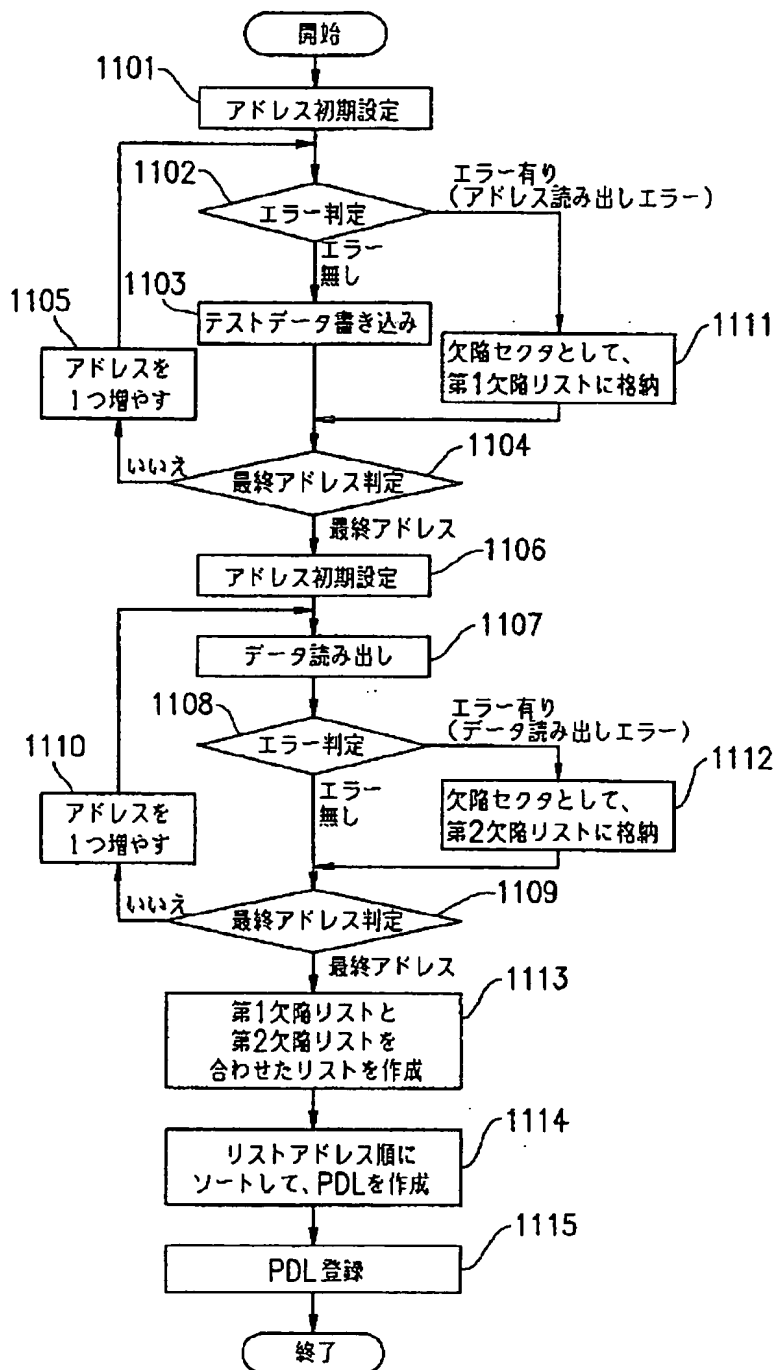 開始
1101
アドレス初期設定
1102
エラー判定
エラー有り
(アドレス読み出しエラー)
エラー
無し
1103
テストデータ書き込み
1105
アドレスを
1つ増やす
1111
欠陥セクタとして、
第1欠陥リストに格納
1104
いいえ
最終アドレス判定
最終アドレス
1106
アドレス初期設定
1107
データ読み出し
1108
エラー判定
エラー有り
(データ読み出しエラー)
エラー
無し
1110
アドレスを
1つ増やす
1112
欠陥セクタとして、
第2欠陥リストに格納
1109
いいえ
最終アドレス判定
最終アドレス
1113
第1欠陥リストと
第2欠陥リストを
合わせたリストを作成
1114
リストアドレス順に
ソートして、PDLを作成
1115
PDL登録
終了